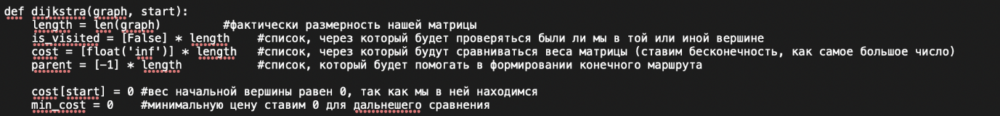 def dijkstra(graph, start):
    length = len(graph)         #фактически размерность нашей матрицы
    is_visited = [False] * length    #список, через который будет проверяться были ли мы в той или иной вершине
    cost = [float('inf')] * length   #список, через который будут сравниваться веса матрицы (ставим бесконечность, как самое большое число)
    parent = [-1] * length           #список, который будет помогать в формировании конечного маршрута

    cost[start] = 0 #вес начальной вершины равен 0, так как мы в ней находимся
    min_cost = 0    #минимальную цену ставим 0 для дальнешего сравнения